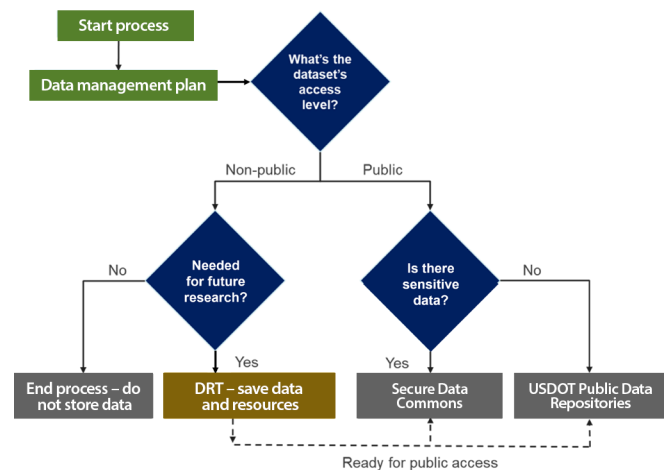 Start process
Data management plan
What's the
dataset's
access
level?
Non-public
Public
Needed
for future
research?
Is there
sensitive
data?
No
No
Yes
Yes
End process – do
not store data
DRT – save data
and resources
Secure Data
Commons
USDOT Public Data
Repositories
Ready for public access